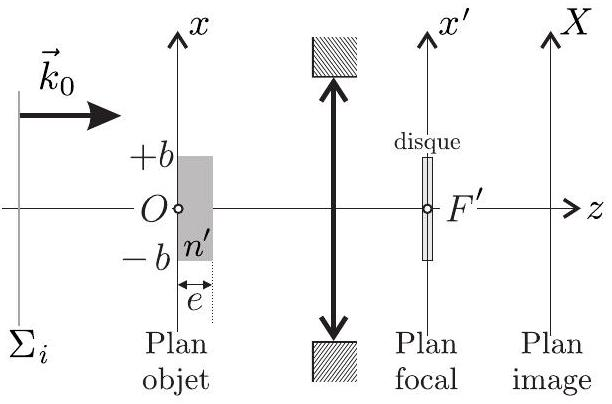 x
x′
X
k⃗₀
disque
+b
O
F′
z
−b
n′
e
Σᵢ
Plan
objet
Plan
focal
Plan
image